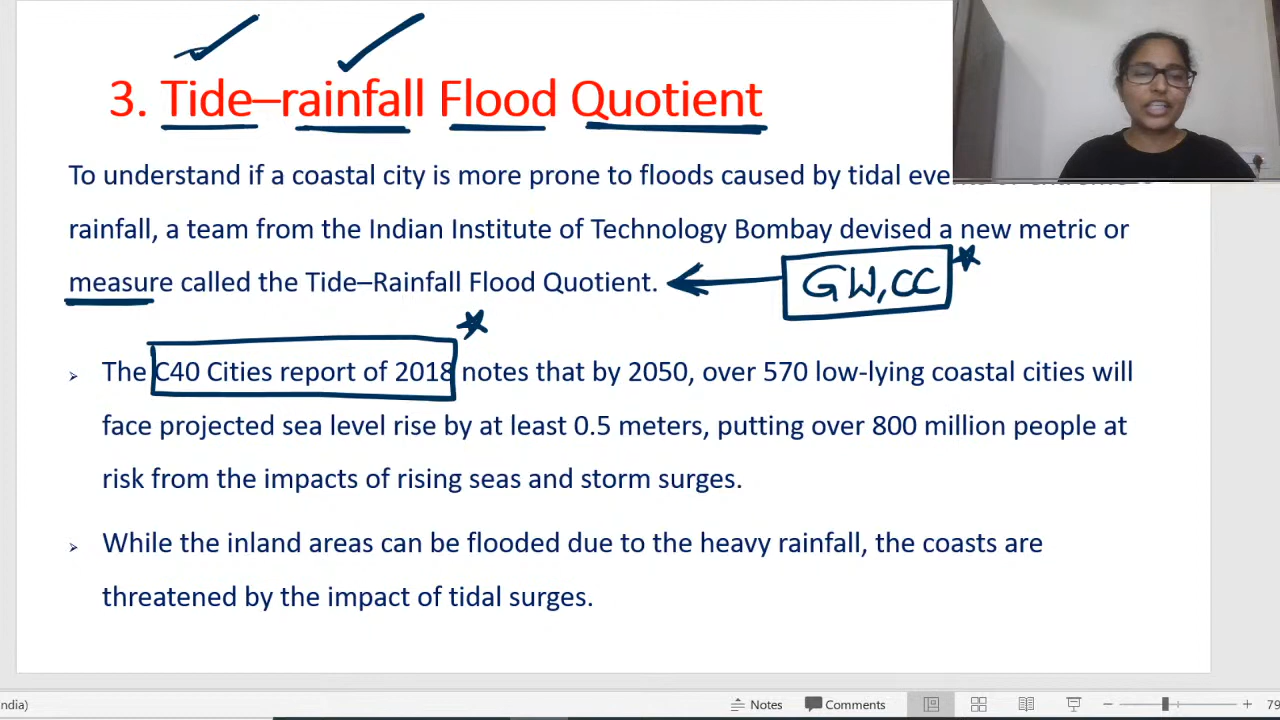 3. Tide–rainfall Flood Quotient
To understand if a coastal city is more prone to floods caused by tidal
rainfall, a team from the Indian Institute of Technology Bombay devised a new metric or
measure called the Tide–Rainfall Flood Quotient.
GW, CC
The C40 Cities report of 2018 notes that by 2050, over 570 low-lying coastal cities will
face projected sea level rise by at least 0.5 meters, putting over 800 million people at
risk from the impacts of rising seas and storm surges.
While the inland areas can be flooded due to the heavy rainfall, the coasts are
threatened by the impact of tidal surges.
ndia)
Notes
Comments
79